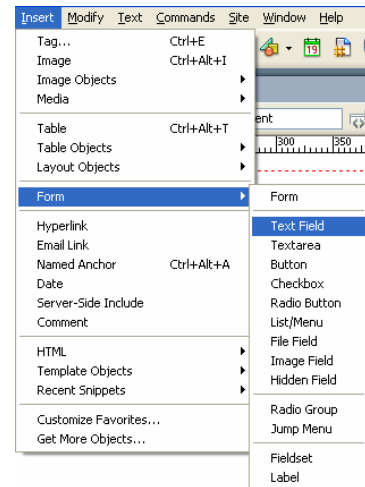 Insert Modify Text Commands Site Window Help
Tag... Ctrl+E
Image Ctrl+Alt+I
Image Objects
Media
Table Ctrl+Alt+T
Table Objects
Layout Objects
Form
Hyperlink
Email Link
Named Anchor Ctrl+Alt+A
Date
Server-Side Include
Comment
HTML
Template Objects
Recent Snippets
Customize Favorites...
Get More Objects...
19
ent
300 350
Form
Text Field
Textarea
Button
Checkbox
Radio Button
List/Menu
File Field
Image Field
Hidden Field
Radio Group
Jump Menu
Fieldset
Label